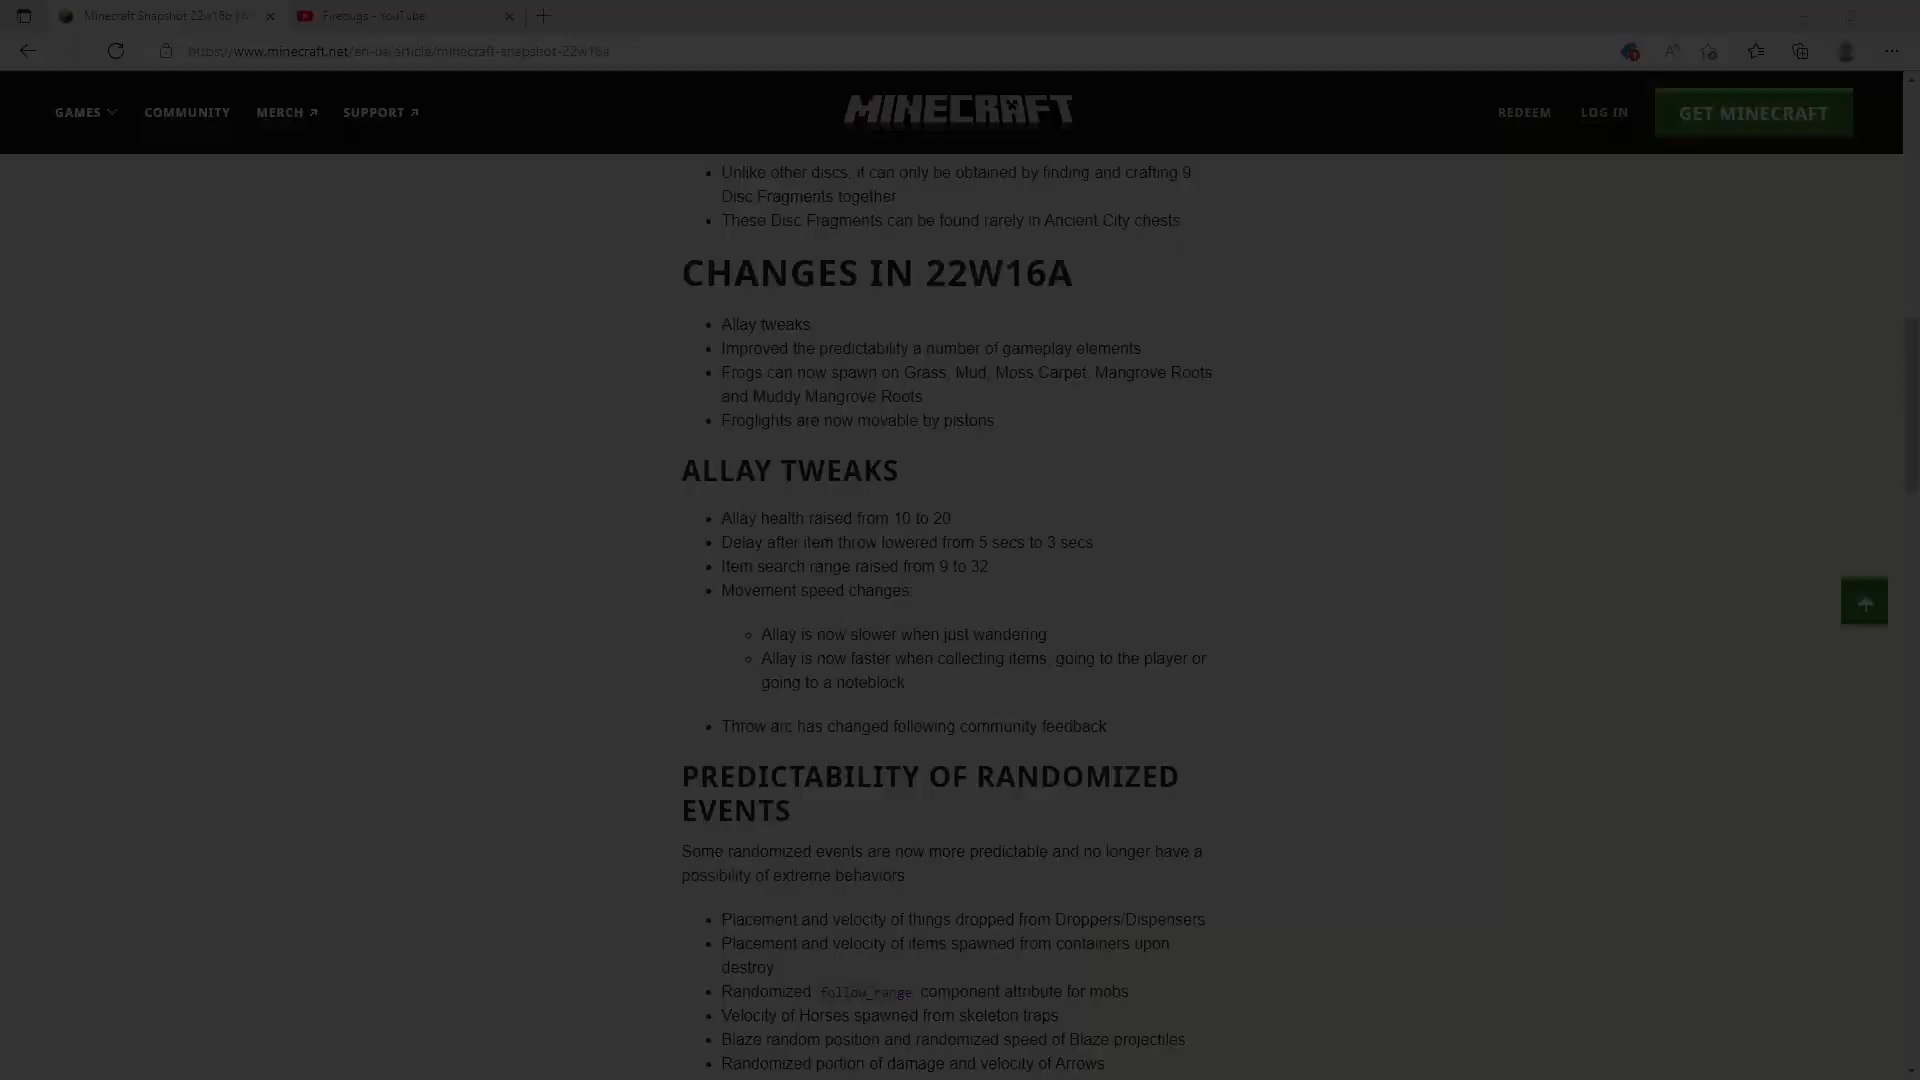 Minecraft Snapshot 22w16b | M
Firebugs - YouTube
https://www.minecraft.net/en-us/article/minecraft-snapshot-22w16a
GAMES
COMMUNITY
MERCH
SUPPORT
MINECRAFT
REDEEM
LOG IN
GET MINECRAFT
Unlike other discs, it can only be obtained by finding and crafting 9
Disc Fragments together
These Disc Fragments can be found rarely in Ancient City chests
CHANGES IN 22W16A
Allay tweaks
Improved the predictability a number of gameplay elements
Frogs can now spawn on Grass, Mud, Moss Carpet, Mangrove Roots
and Muddy Mangrove Roots
Froglights are now movable by pistons
ALLAY TWEAKS
Allay health raised from 10 to 20
Delay after item throw lowered from 5 secs to 3 secs
Item search range raised from 9 to 32
Movement speed changes:
Allay is now slower when just wandering
Allay is now faster when collecting items, going to the player or
going to a noteblock
Throw arc has changed following community feedback
PREDICTABILITY OF RANDOMIZED
EVENTS
Some randomized events are now more predictable and no longer have a
possibility of extreme behaviors
Placement and velocity of things dropped from Droppers/Dispensers
Placement and velocity of items spawned from containers upon
destroy
Randomized follow_range component attribute for mobs
Velocity of Horses spawned from skeleton traps
Blaze random position and randomized speed of Blaze projectiles
Randomized portion of damage and velocity of Arrows